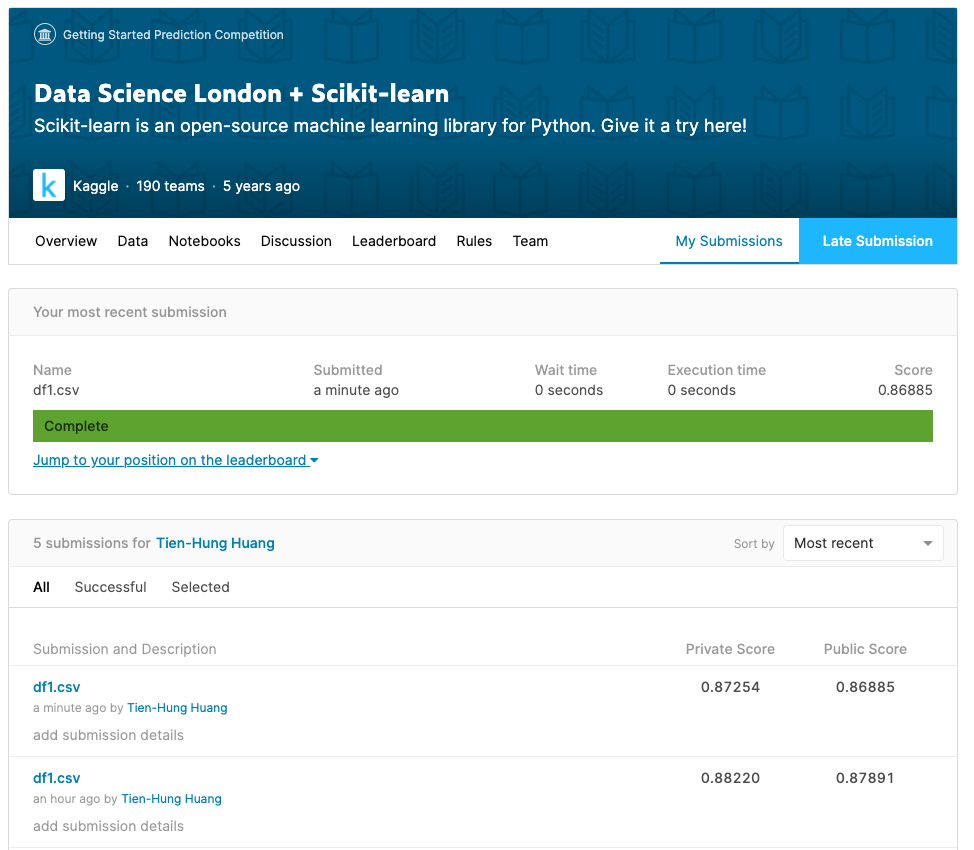 Getting Started Prediction Competition
Data Science London + Scikit-learn
Scikit-learn is an open-source machine learning library for Python. Give it a try here!
k Kaggle · 190 teams · 5 years ago
Overview Data Notebooks Discussion Leaderboard Rules Team My Submissions Late Submission
Your most recent submission
Name Submitted Wait time Execution time Score
df1.csv a minute ago 0 seconds 0 seconds 0.86885
Complete
Jump to your position on the leaderboard
5 submissions for Tien-Hung Huang Sort by Most recent
All Successful Selected
Submission and Description Private Score Public Score
df1.csv 0.87254 0.86885
a minute ago by Tien-Hung Huang
add submission details
df1.csv 0.88220 0.87891
an hour ago by Tien-Hung Huang
add submission details